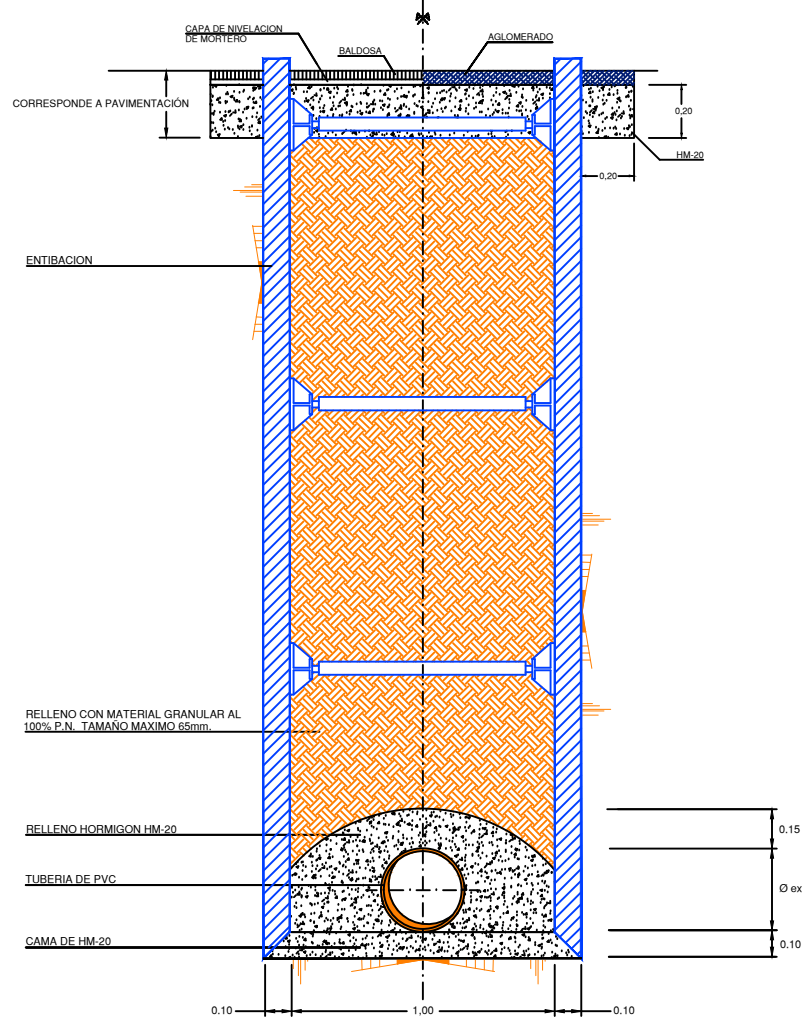 CAPA DE NIVELACION
DE MORTERO
BALDOSA
AGLOMERADO
CORRESPONDE A PAVIMENTACIÓN
0,20
HM-20
0,20
ENTIBACION
RELLENO CON MATERIAL GRANULAR AL
100% P.N. TAMAÑO MAXIMO 65mm.
RELLENO HORMIGON HM-20
0.15
TUBERIA DE PVC
Ø ex
CAMA DE HM-20
0.10
0.10
1,00
0.10